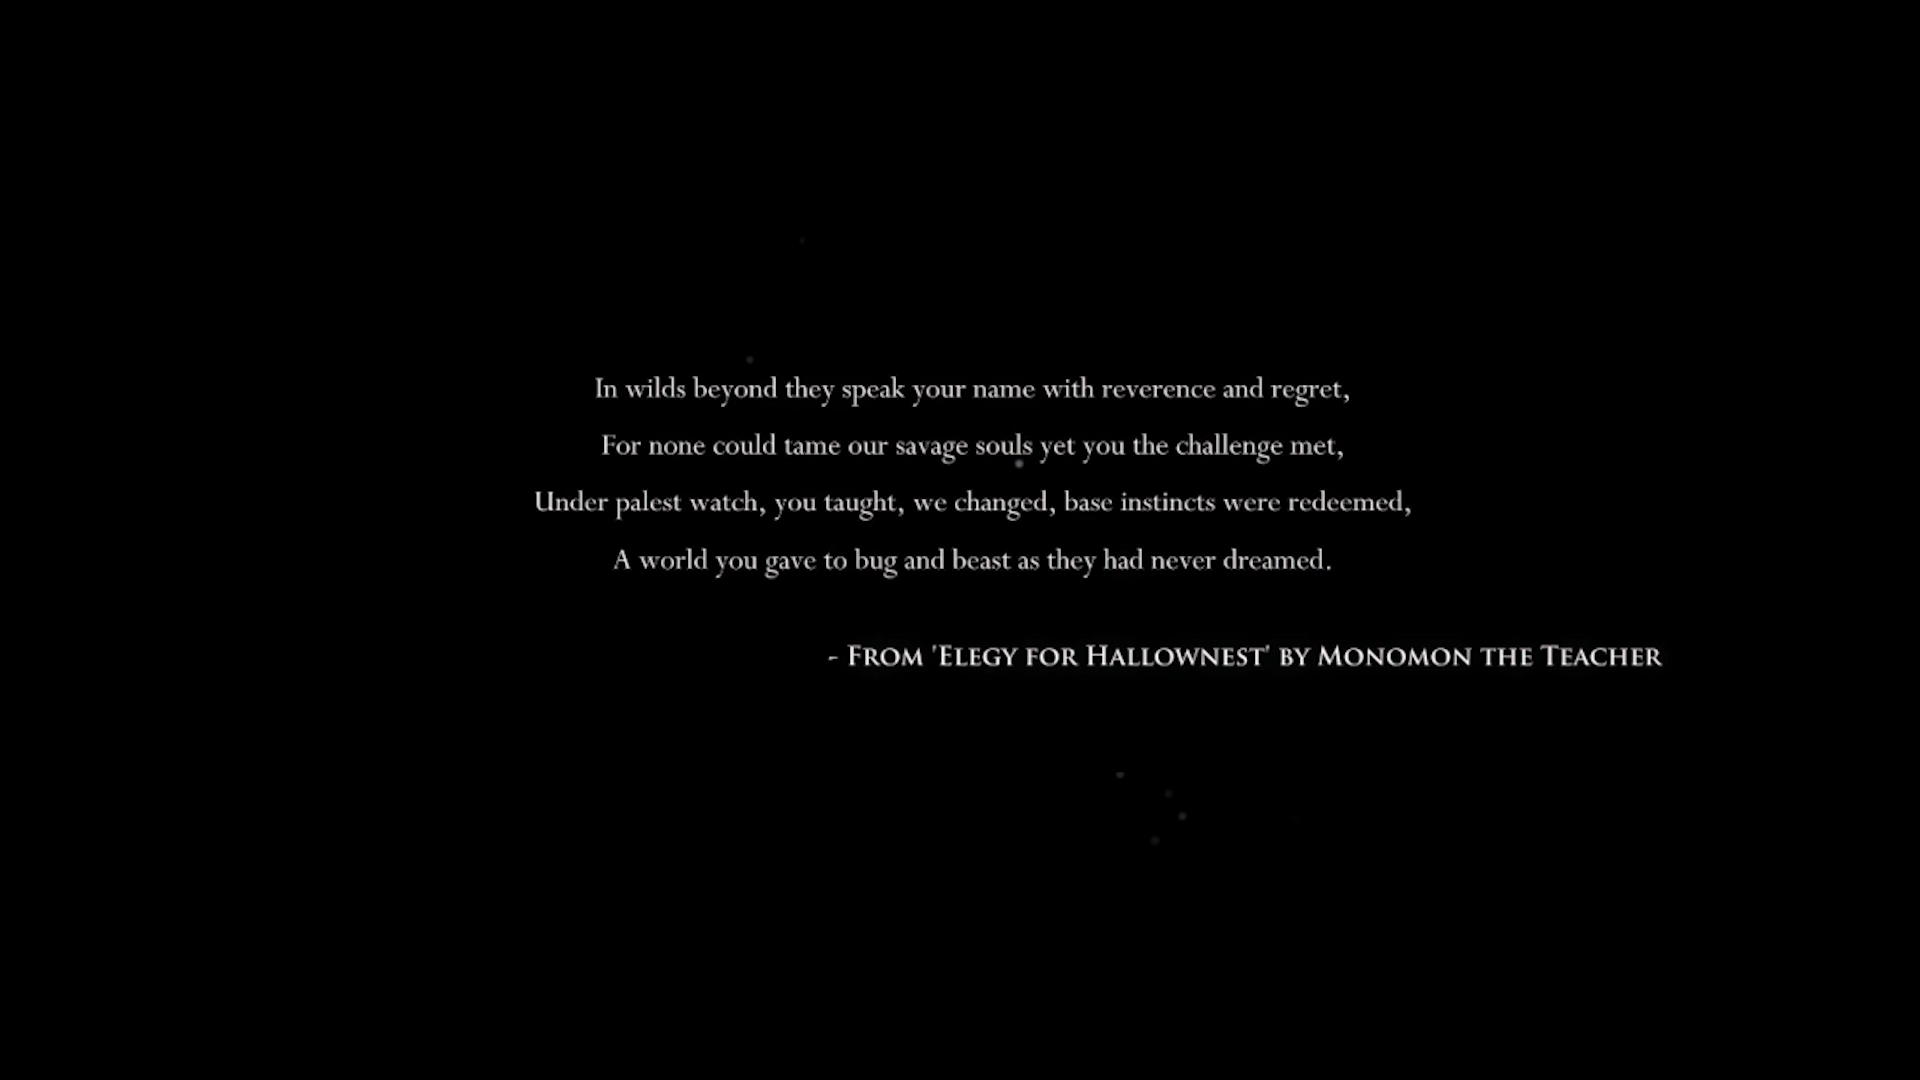 In wilds beyond they speak your name with reverence and regret,
For none could tame our savage souls yet you the challenge met,
Under palest watch, you taught, we changed, base instincts were redeemed,
A world you gave to bug and beast as they had never dreamed.
- From 'Elegy for Hallownest' by Monomon the Teacher